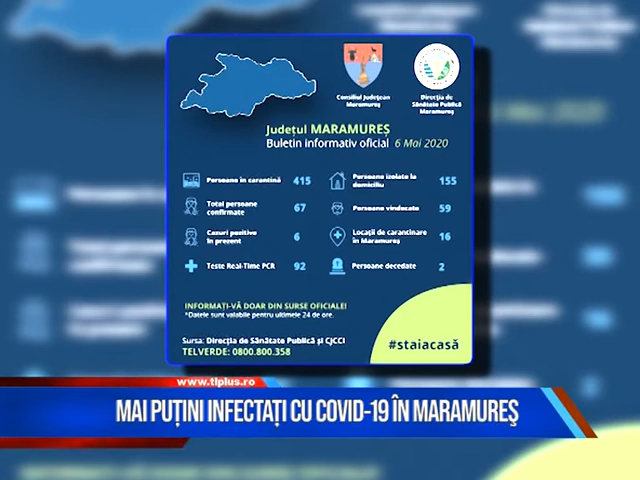 Consiliul Județean
Maramureș
Direcția de
Sănătate Publică
Maramureș
Județul MARAMUREȘ
Buletin informativ oficial 6 Mai 2020
Persoane în carantină 415
Persoane izolate la
domiciliu 155
Total persoane
confirmate 67
Persoane vindecate 59
Cazuri pozitive
în prezent 6
Locații de carantinare
în Maramureș 16
Teste Real-Time PCR 92
Persoane decedate 2
INFORMAȚI-VĂ DOAR DIN SURSE OFICIALE!
*Datele sunt valabile pentru ultimele 24 de ore.
Sursa: Direcția de Sănătate Publică și CJCCI
TELVERDE: 0800.800.358
#staiacasă
www.tlplus.ro
MAI PUȚINI INFECTAȚI CU COVID-19 ÎN MARAMUREŞ